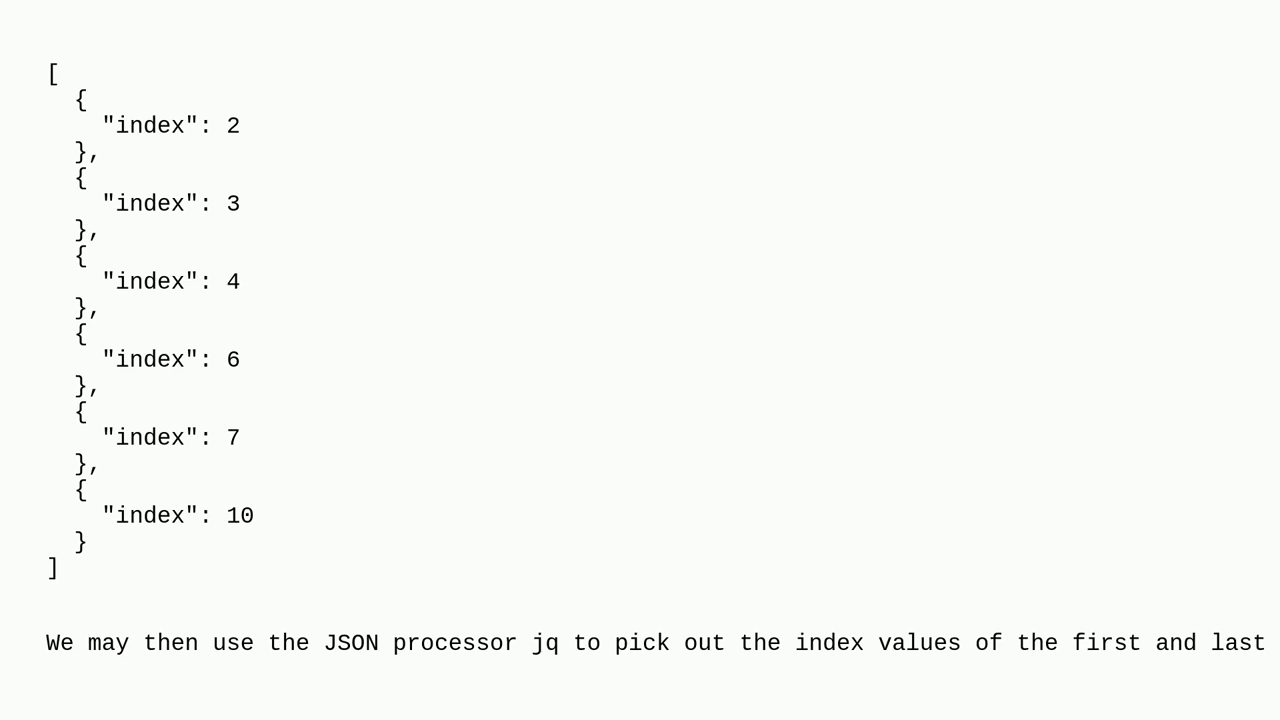 [
  {
    "index": 2
  },
  {
    "index": 3
  },
  {
    "index": 4
  },
  {
    "index": 6
  },
  {
    "index": 7
  },
  {
    "index": 10
  }
]
We may then use the JSON processor jq to pick out the index values of the first and last